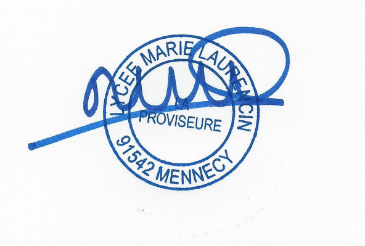 LYCEE MARIE LAURENCIN
LA
PROVISEURE
91542 MENNECY